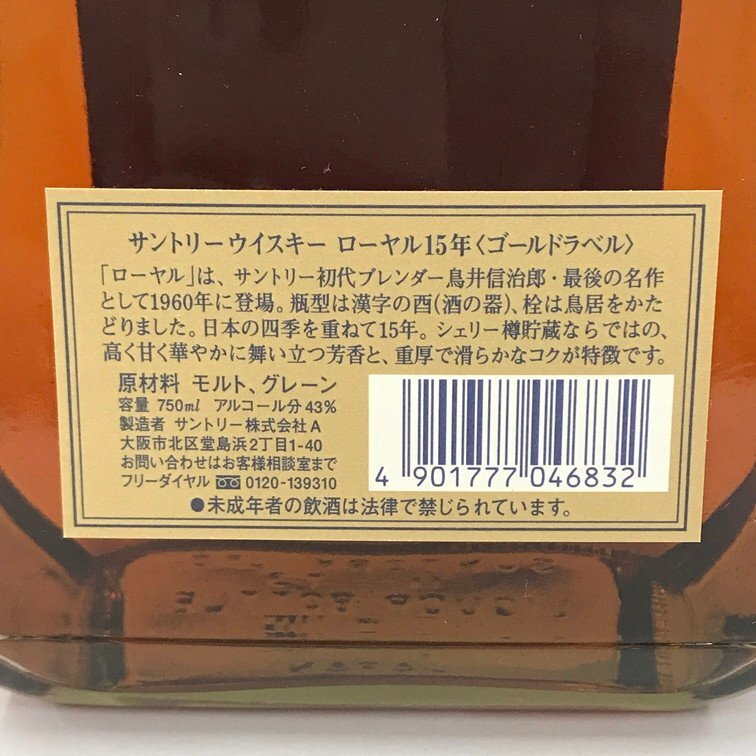 サントリーウイスキー ローヤル15年〈ゴールドラベル〉
「ローヤル」は、サントリー初代ブレンダー鳥井信治郎・最後の名作
として1960年に登場。瓶型は漢字の酉(酒の器)、栓は鳥居をかた
どりました。日本の四季を重ねて15年。シェリー樽貯蔵ならではの、
高く甘く華やかに舞い立つ芳香と、重厚で滑らかなコクが特徴です。
原材料 モルト、グレーン
容量 750ml アルコール分43%
製造者 サントリー株式会社A
大阪市北区堂島浜2丁目1-40
お問い合わせはお客様相談室まで
フリーダイヤル 0120-139310
4 901777 046832
●未成年者の飲酒は法律で禁じられています。